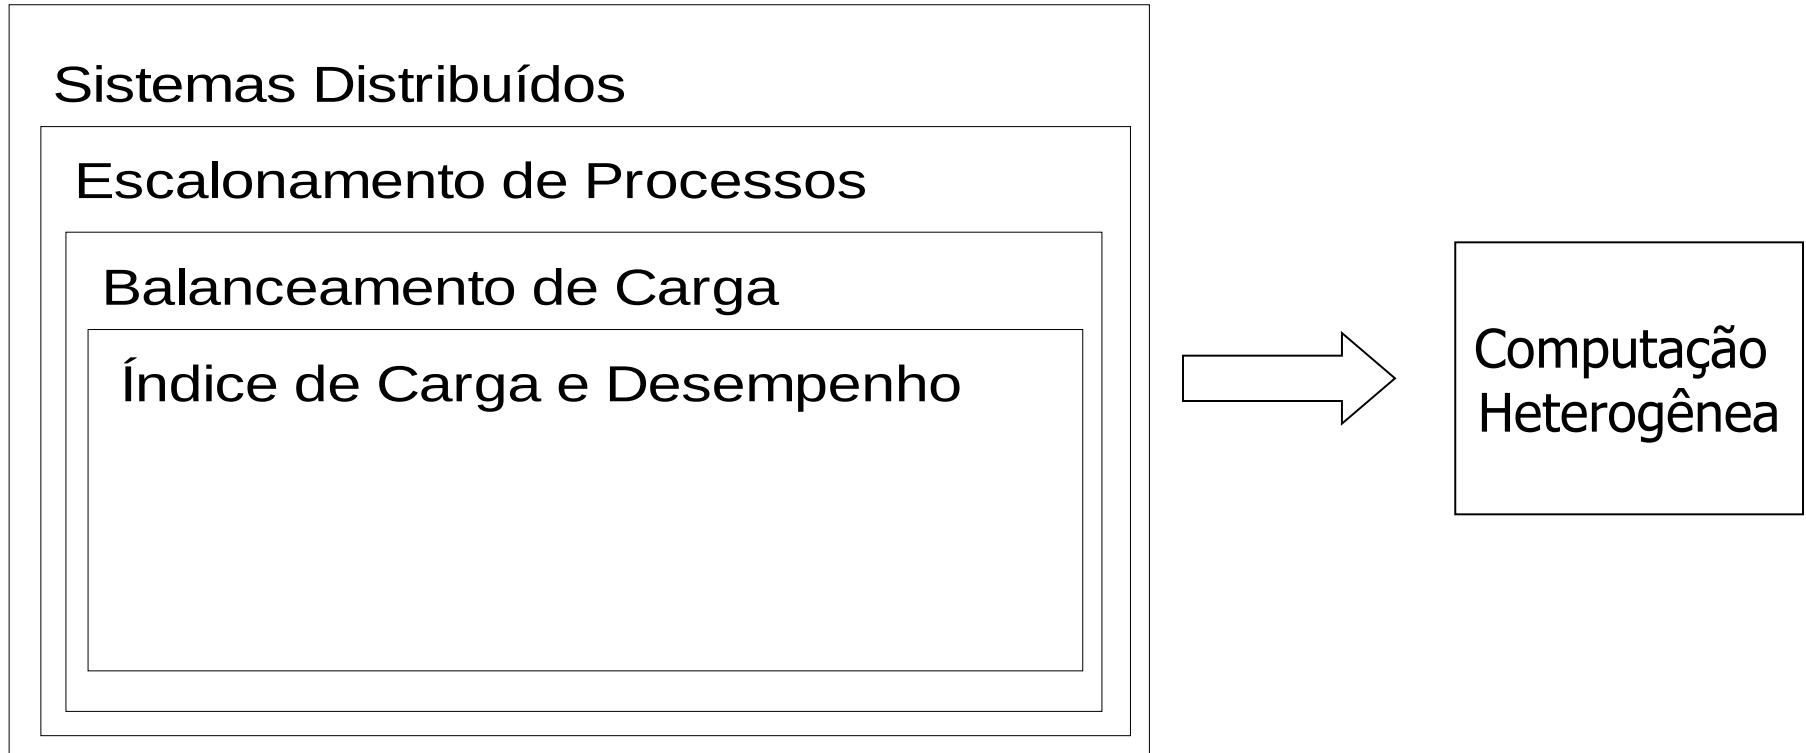 Sistemas Distribuídos
Escalonamento de Processos
Balanceamento de Carga
Índice de Carga e Desempenho
Computação
Heterogênea